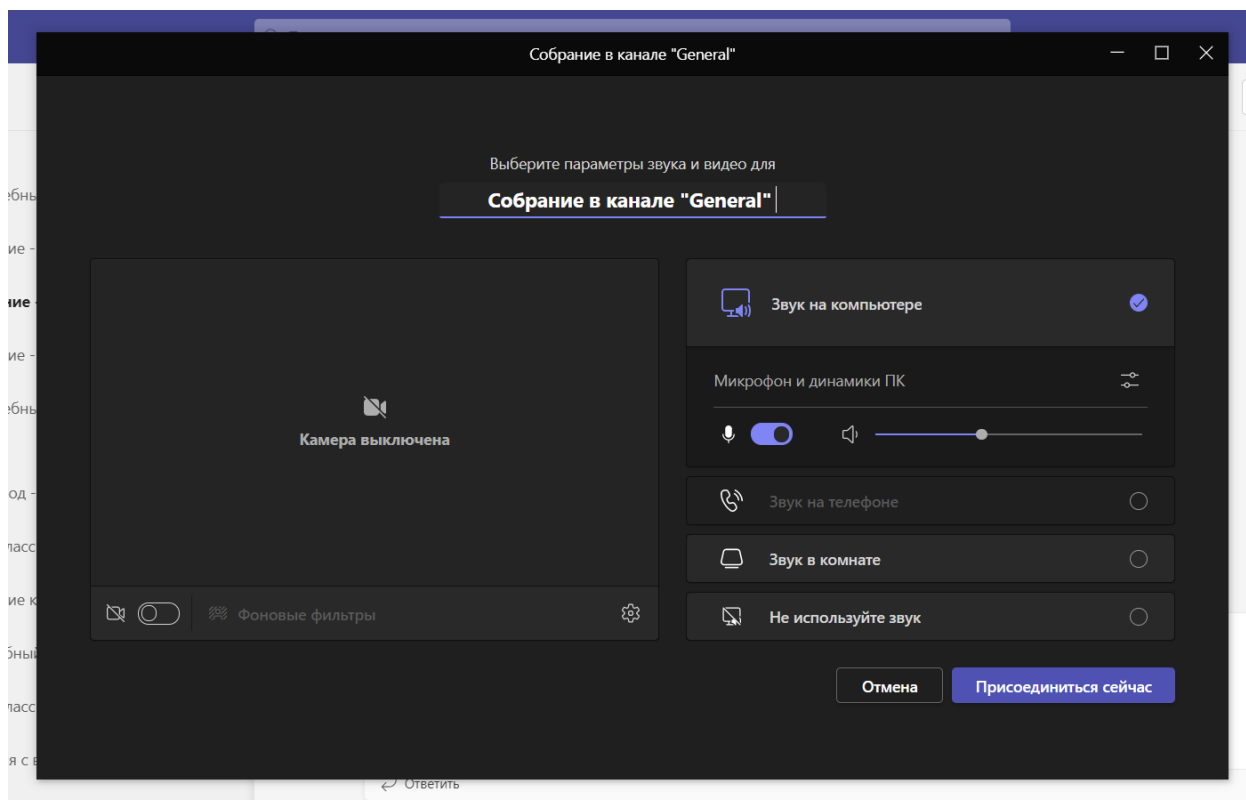 Собрание в канале "General"
Выберите параметры звука и видео для
Собрание в канале "General"
Камера выключена
Фоновые фильтры
Звук на компьютере
Микрофон и динамики ПК
Звук на телефоне
Звук в комнате
Не используйте звук
Отмена
Присоединиться сейчас
Ответить